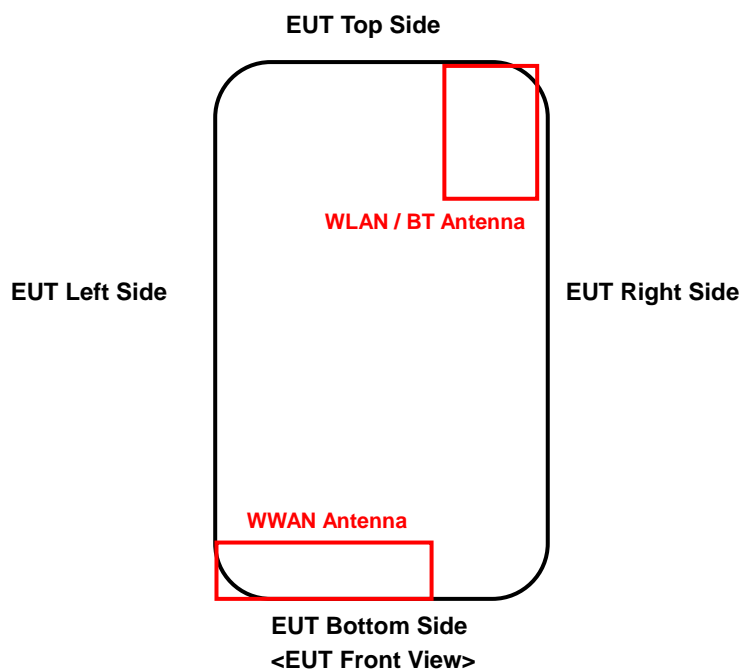 EUT Top Side
WLAN / BT Antenna
EUT Left Side
EUT Right Side
WWAN Antenna
EUT Bottom Side
<EUT Front View>